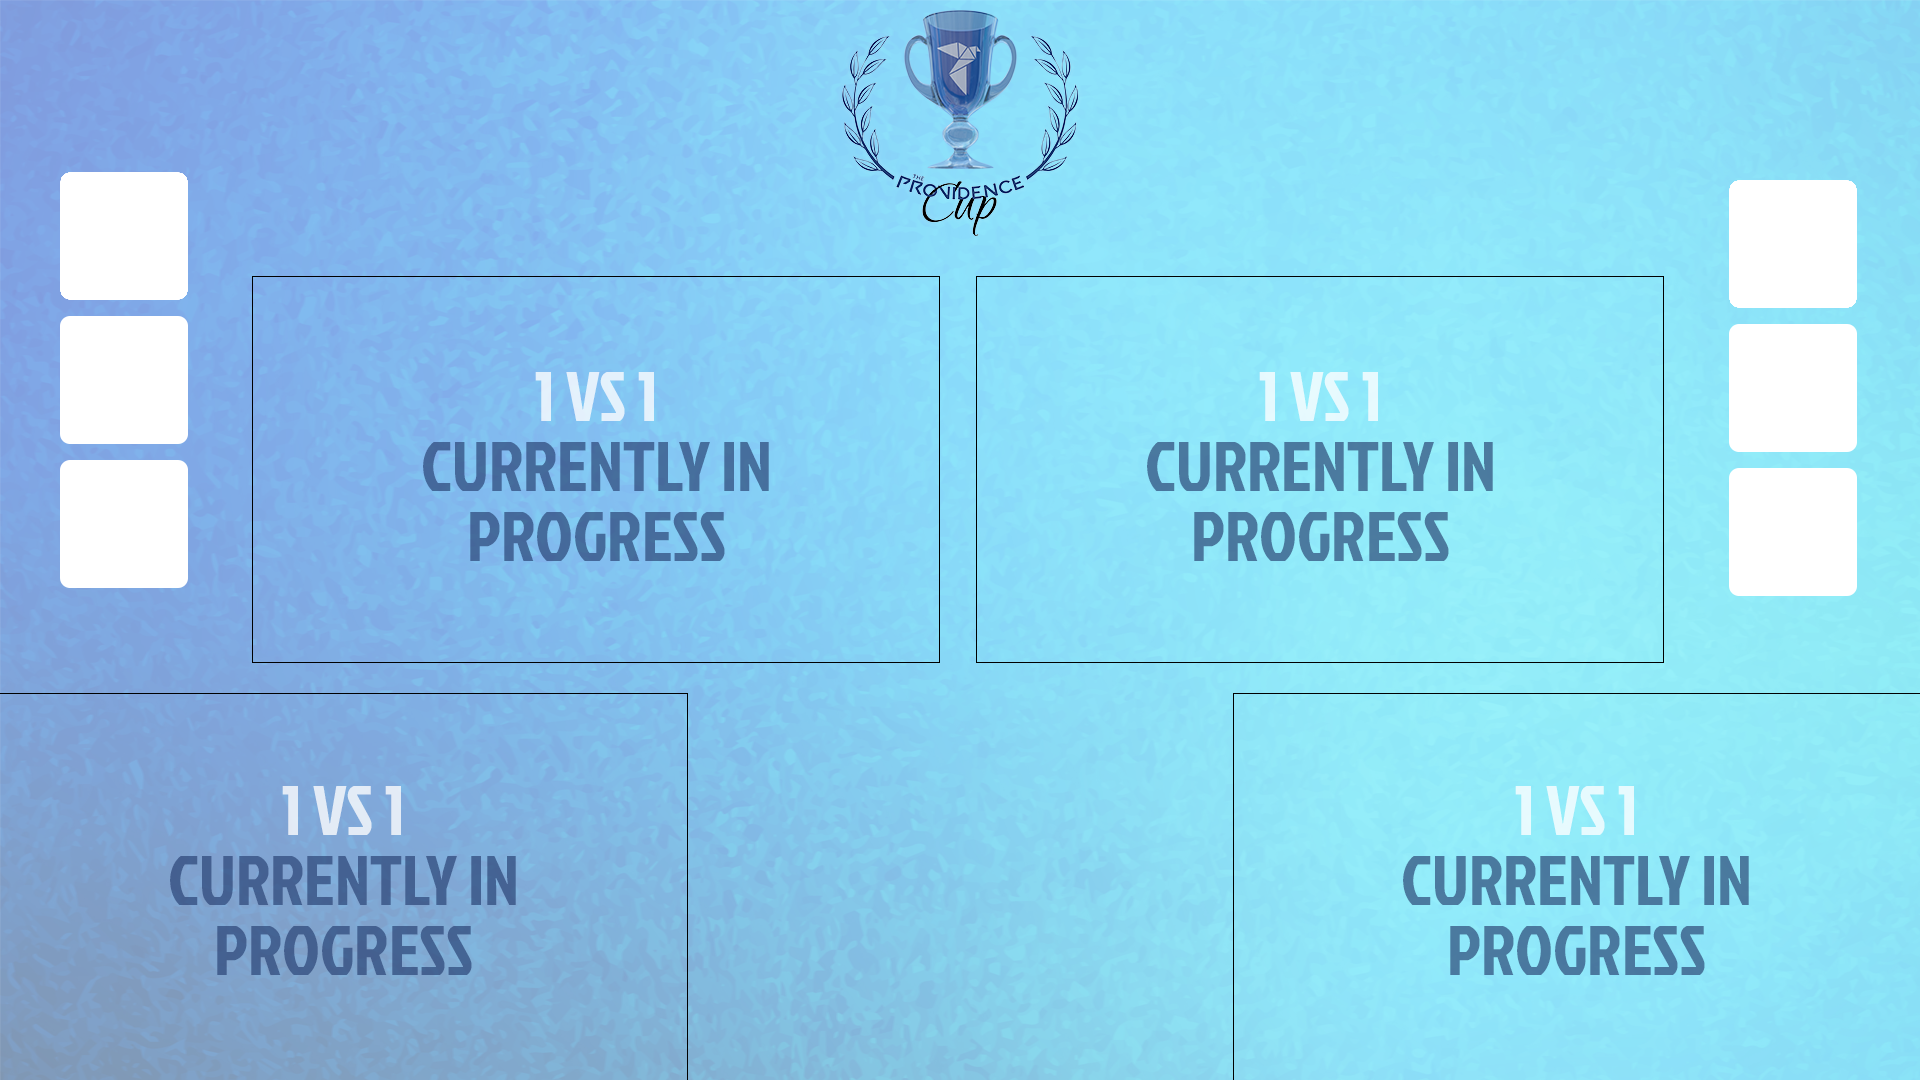 THE
PROVIDENCE
Cup
1 VS 1
CURRENTLY IN
PROGRESS
1 VS 1
CURRENTLY IN
PROGRESS
1 VS 1
CURRENTLY IN
PROGRESS
1 VS 1
CURRENTLY IN
PROGRESS